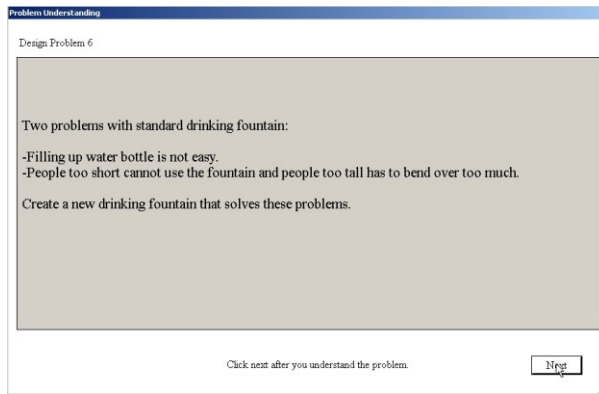 Problem Understanding
Design Problem 6
Two problems with standard drinking fountain:
-Filling up water bottle is not easy.
-People too short cannot use the fountain and people too tall has to bend over too much.
Create a new drinking fountain that solves these problems.
Click next after you understand the problem.
Next